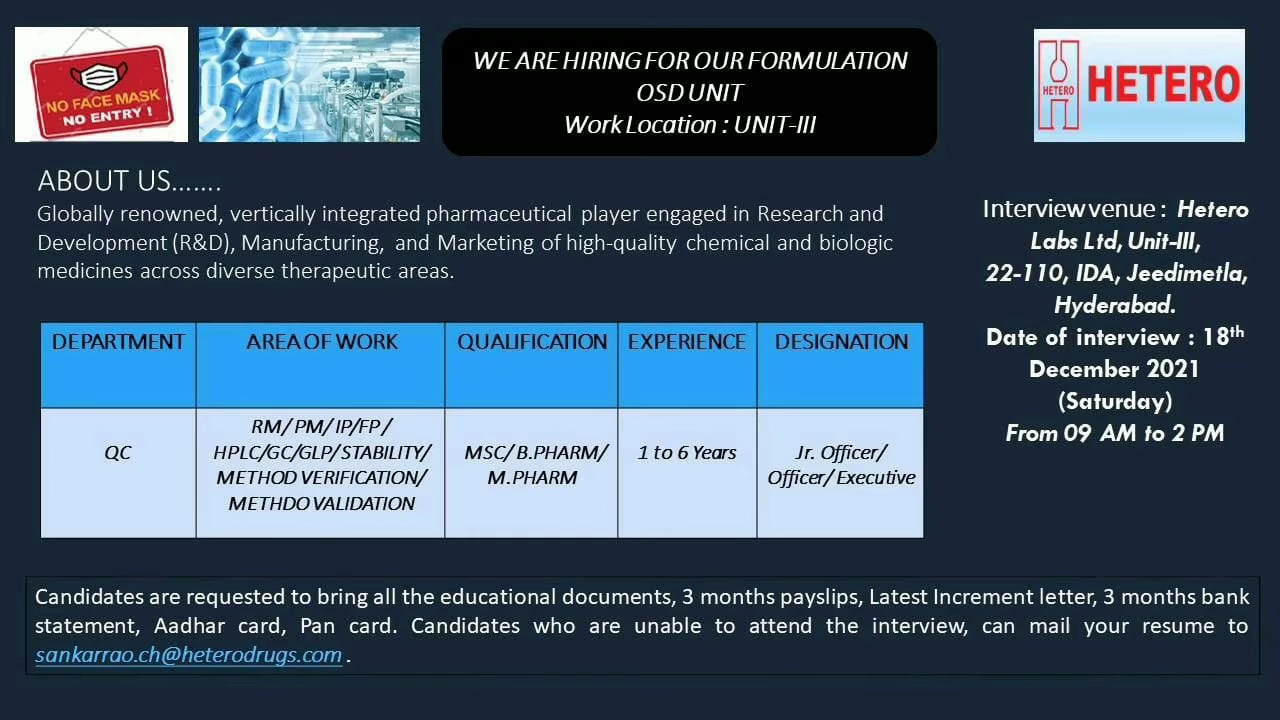 NO FACE MASK
NO ENTRY !
WE ARE HIRING FOR OUR FORMULATION
OSD UNIT
Work Location : UNIT-III
HETERO
HETERO
ABOUT US.......
Globally renowned, vertically integrated pharmaceutical player engaged in Research and
Development (R&D), Manufacturing, and Marketing of high-quality chemical and biologic
medicines across diverse therapeutic areas.
Interview venue : Hetero
Labs Ltd, Unit-III,
22-110, IDA, Jeedimetla,
Hyderabad.
Date of interview : 18th
December 2021
(Saturday)
From 09 AM to 2 PM
DEPARTMENT AREA OF WORK QUALIFICATION EXPERIENCE DESIGNATION
QC
RM/ PM/ IP/FP /
HPLC/GC/GLP/ STABILITY/
METHOD VERIFICATION/
METHDO VALIDATION
MSC/ B.PHARM/
M.PHARM
1 to 6 Years
Jr. Officer/
Officer/ Executive
Candidates are requested to bring all the educational documents, 3 months payslips, Latest Increment letter, 3 months bank
statement, Aadhar card, Pan card. Candidates who are unable to attend the interview, can mail your resume to
sankarrao.ch@heterodrugs.com .